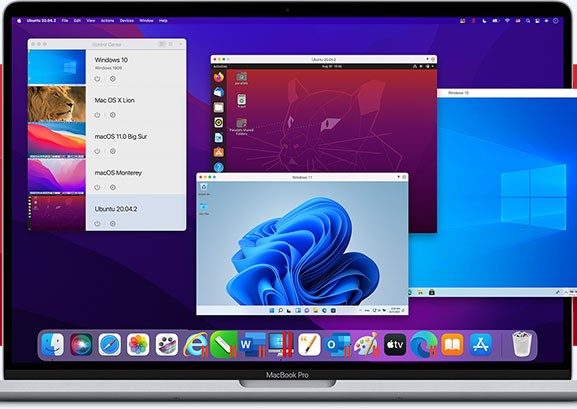 Ubuntu 20.04.2 File Edit View Actions Devices Window Help
Control Center
Windows 10
Windows 1909
Mac OS X Lion
macOS 11.0 Big Sur
macOS Monterey
Ubuntu 20.04.2
Ubuntu 20.04.2
Activities
parallels
Trash
Parallels Shared
Folders
Windows 10
Windows 11
W
tv
MacBook Pro